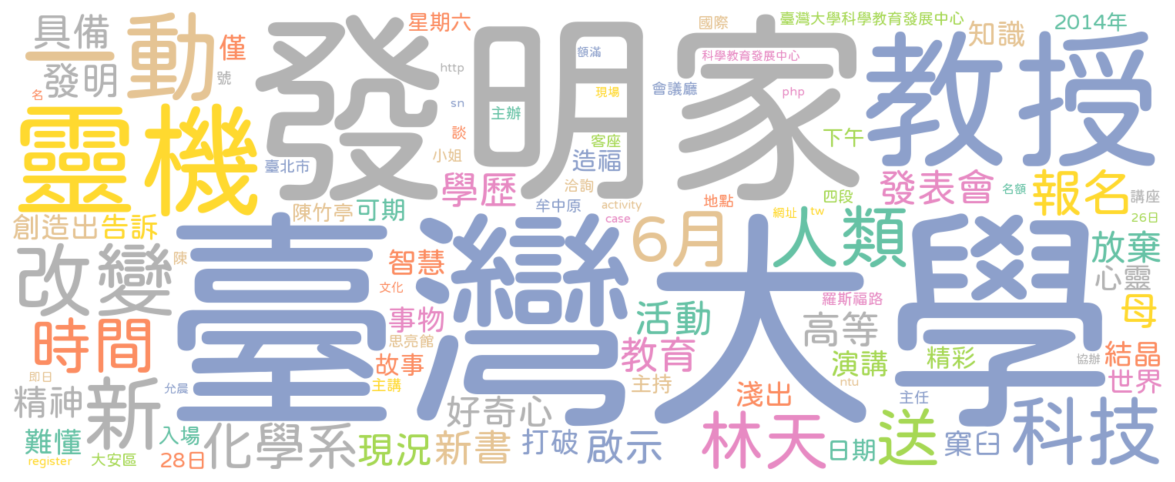 具備
動
僅
星期六
國際
臺灣大學科學教育發展中心
知識
2014年
一
發明
號
名
http
額滿
科學教育發展中心
發明家
教授
靈機
sn
主辦
談
現場
會議廳
php
客座
下午
小姐
臺北市
造福
洽詢
學歷
牟中原
activity
case
地點
四段
發表會
名額
報名
講座
26日
陳竹亭
可期
網址
tw
創造出
告訴
6月
人類
放棄
心靈
改變
陳
智慧
文化
臺灣大學
羅斯福路
母
時間
事物
思亮館
故事
活動
教育
高等
演講
精彩
協辦
結晶
世界
即日
允晨
主講
主持
ntu
淺出
主任
精神
新
好奇心
難懂
入場
28日
化學系
現況
新書
打破
啟示
林天
日期
送
窠臼
科技
register
大安區